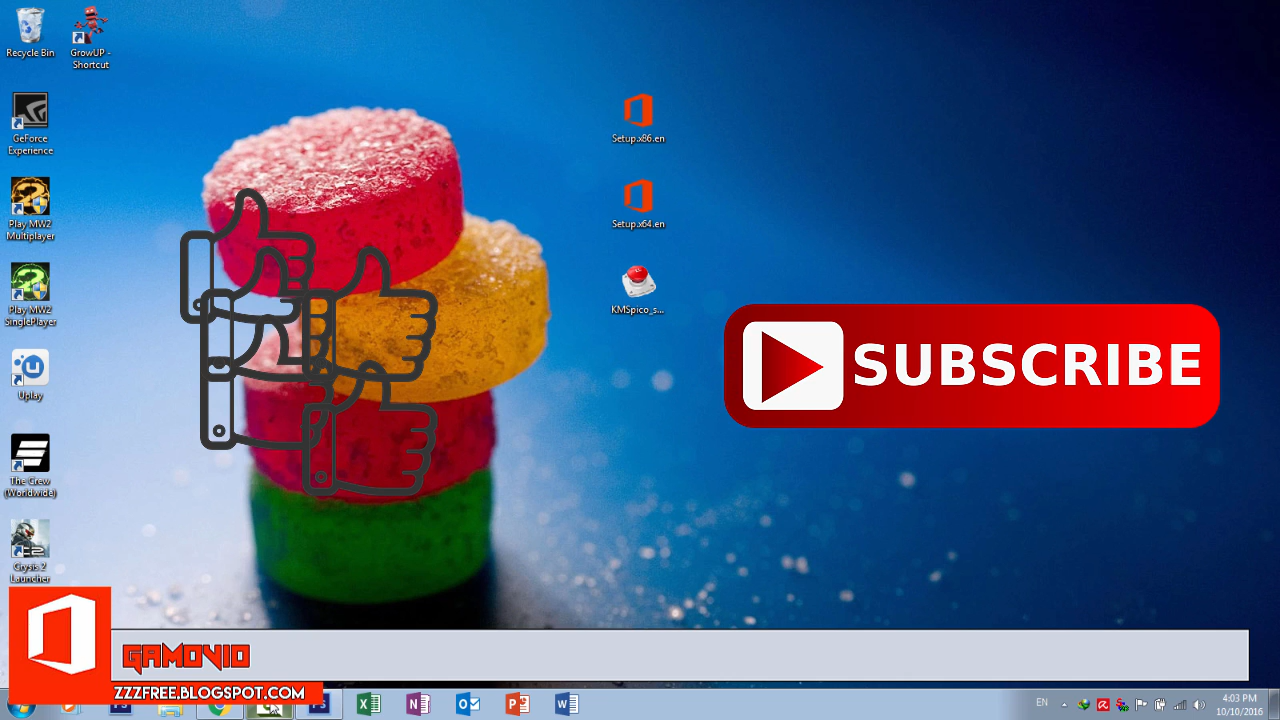 Recycle Bin
GrowUP -
Shortcut
GeForce
Experience
Play MW2
Multiplayer
Play MW2
SinglePlayer
Uplay
The Crew
(Worldwide)
Crysis 2
Launcher
Setup.x86.en
Setup.x64.en
KMSpico_s...
SUBSCRIBE
GAMOVIO
ZZZFREE.BLOGSPOT.COM
EN
4:03 PM
10/10/2016